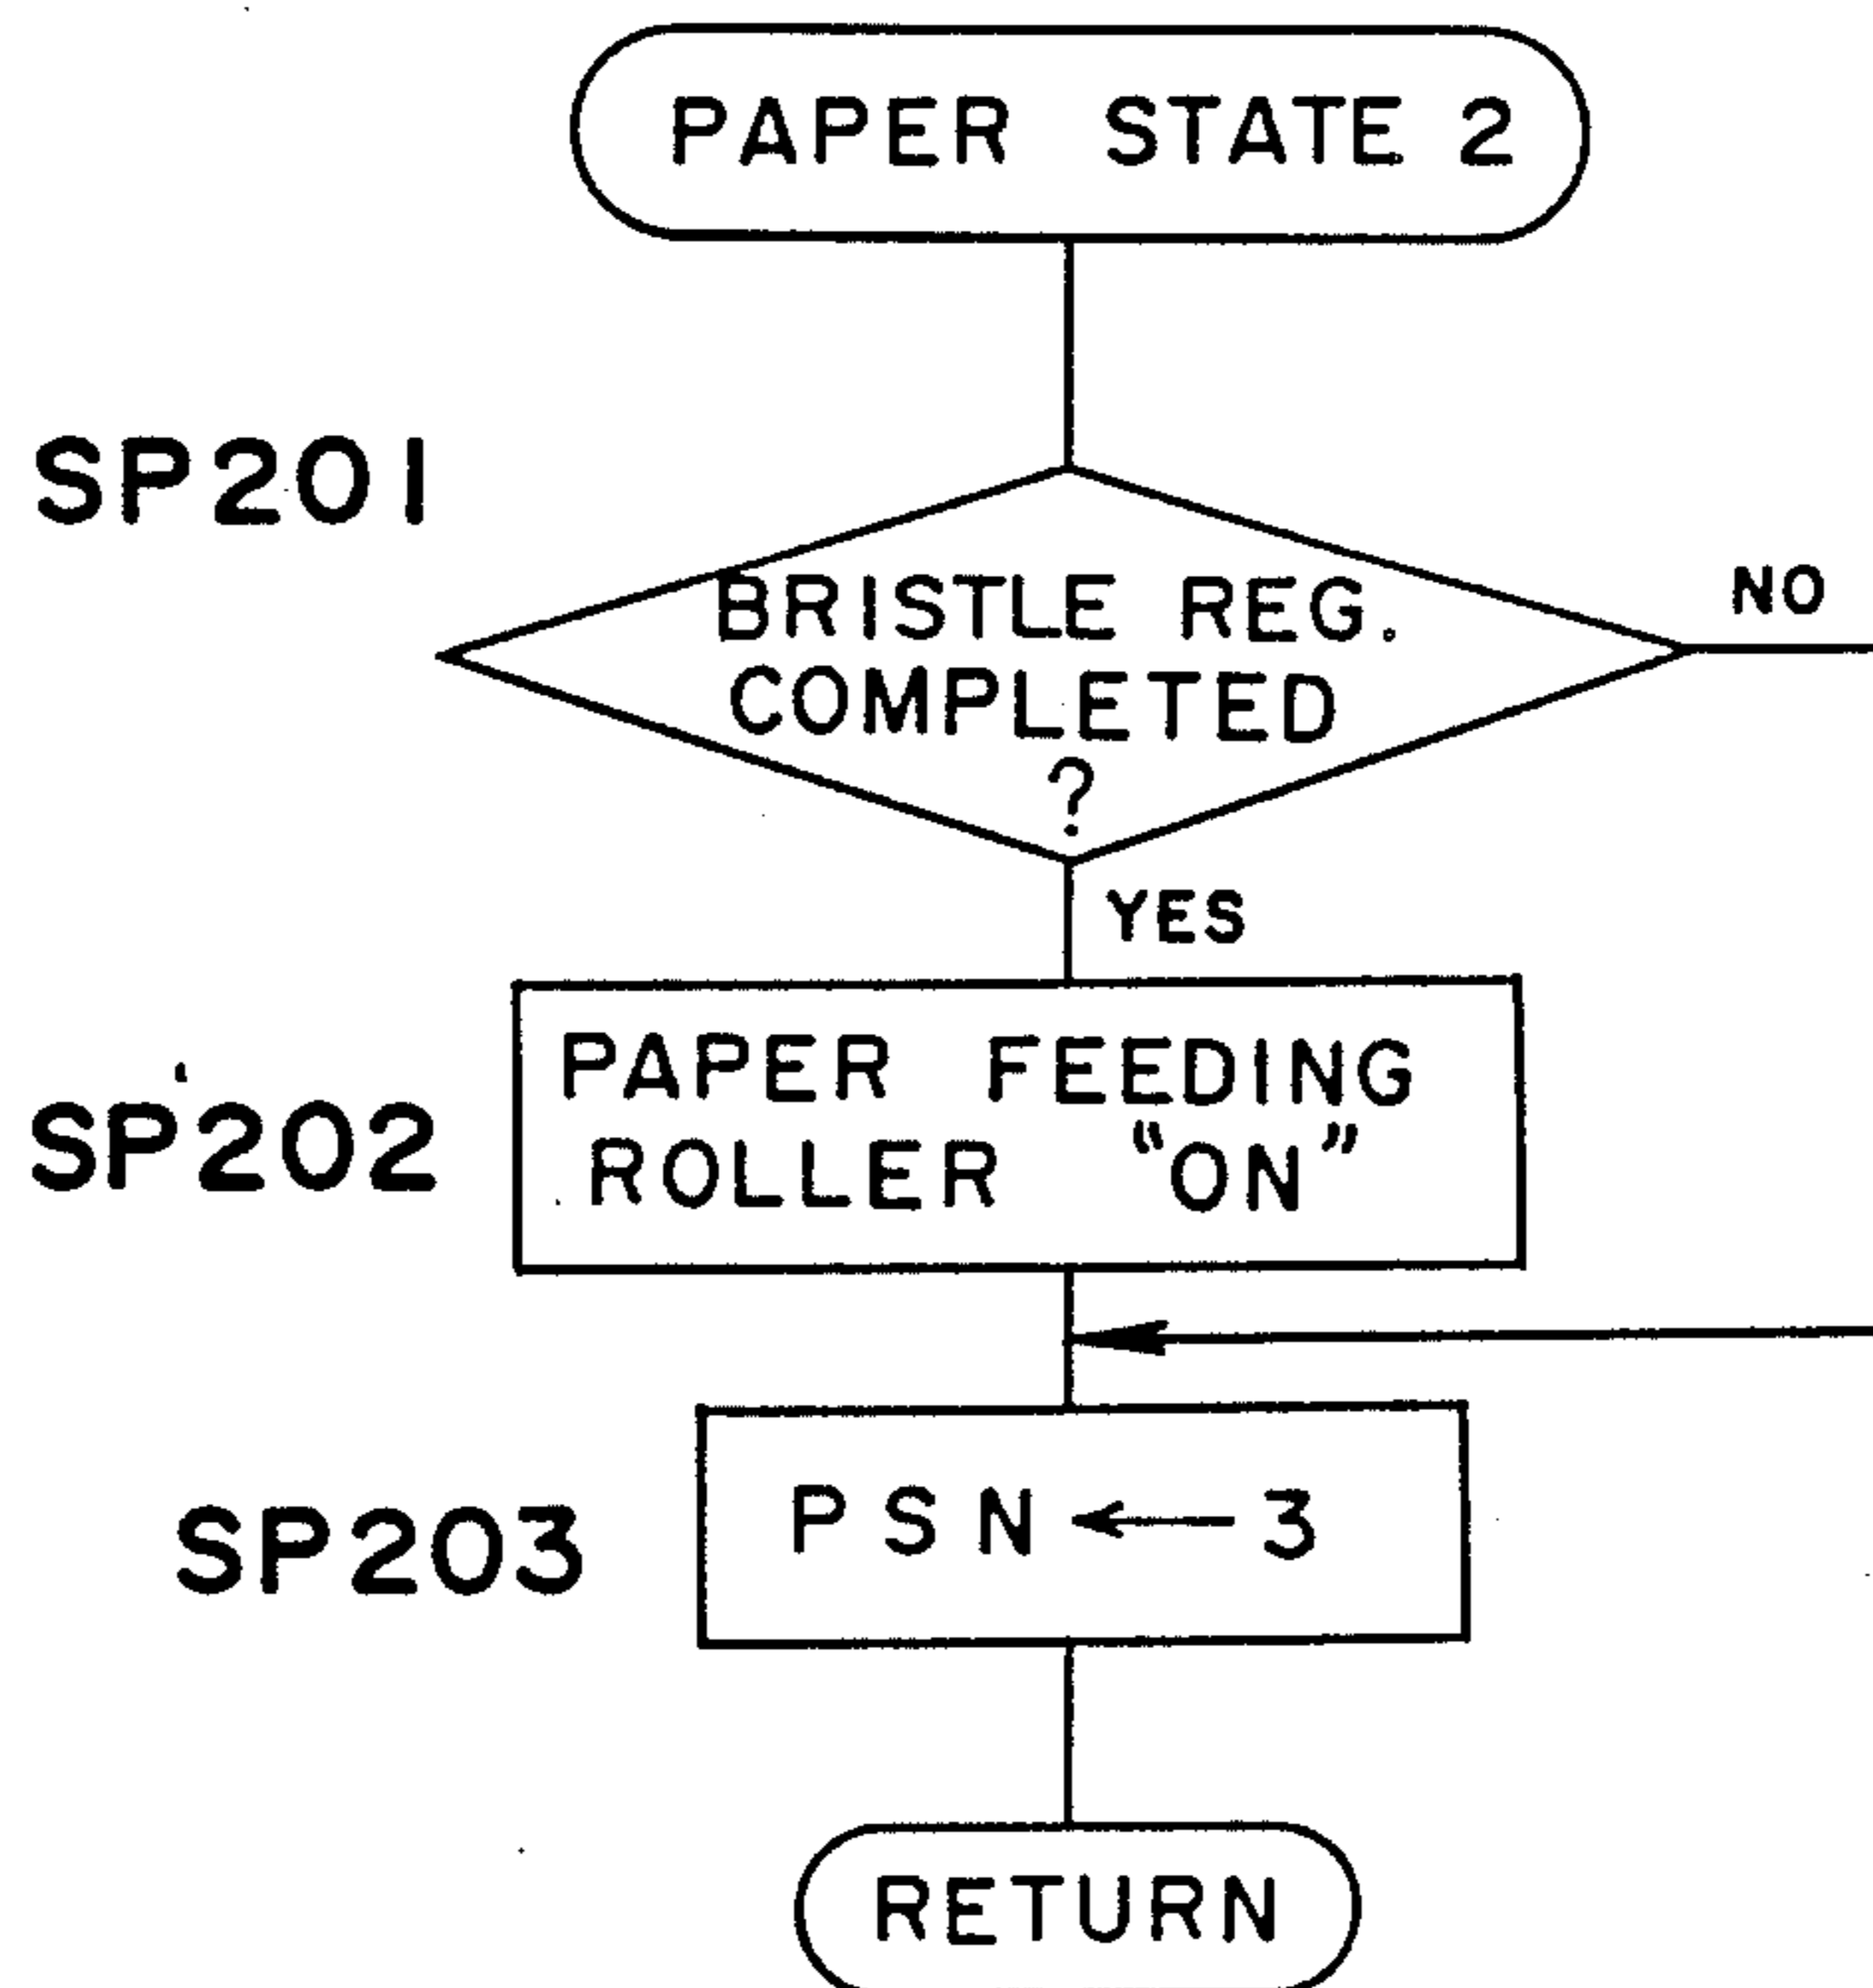 PAPER STATE 2
SP201
BRISTLE REG.
COMPLETED
?
NO
YES
SP202
PAPER FEEDING
ROLLER “ON”
SP203
PSN ← 3
RETURN